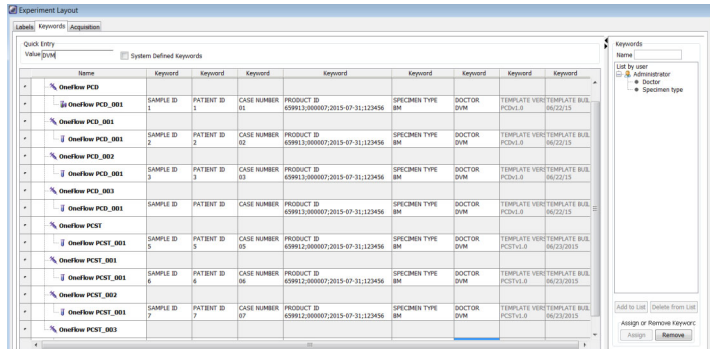 Experiment Layout
Labels Keywords Acquisition
Quick Entry
Value DVM System Defined Keywords
Name Keyword Keyword Keyword Keyword Keyword Keyword Keyword Keyword
OneFlow PCD
OneFlow PCD_001 SAMPLE ID PATIENT ID CASE NUMBER PRODUCT ID SPECIMEN TYPE DOCTOR TEMPLATE VERS TEMPLATE BUIL
1 1 01 659913;000007;2015-07-31;123456 BM DVM PCDv1.0 06/22/15
OneFlow PCD_001
OneFlow PCD_001 SAMPLE ID PATIENT ID CASE NUMBER PRODUCT ID SPECIMEN TYPE DOCTOR TEMPLATE VERS TEMPLATE BUIL
2 2 02 659913;000007;2015-07-31;123456 BM DVM PCDv1.0 06/22/15
OneFlow PCD_002
OneFlow PCD_001 SAMPLE ID PATIENT ID CASE NUMBER PRODUCT ID SPECIMEN TYPE DOCTOR TEMPLATE VERS TEMPLATE BUIL
3 3 03 659913;000007;2015-07-31;123456 BM DVM PCDv1.0 06/22/15
OneFlow PCD_003
OneFlow PCD_001 SAMPLE ID PATIENT ID CASE NUMBER PRODUCT ID SPECIMEN TYPE DOCTOR TEMPLATE VERS TEMPLATE BUIL
4 4 04 659913;000007;2015-07-31;123456 BM DVM PCDv1.0 06/22/15
OneFlow PCST
OneFlow PCST_001 SAMPLE ID PATIENT ID CASE NUMBER PRODUCT ID SPECIMEN TYPE DOCTOR TEMPLATE VERS TEMPLATE BUIL
5 5 05 659912;000007;2015-07-31;123456 BM DVM PCSTv1.0 06/23/2015
OneFlow PCST_001
OneFlow PCST_001 SAMPLE ID PATIENT ID CASE NUMBER PRODUCT ID SPECIMEN TYPE DOCTOR TEMPLATE VERS TEMPLATE BUIL
6 6 06 659912;000007;2015-07-31;123456 BM DVM PCSTv1.0 06/23/2015
OneFlow PCST_002
OneFlow PCST_001 SAMPLE ID PATIENT ID CASE NUMBER PRODUCT ID SPECIMEN TYPE DOCTOR TEMPLATE VERS TEMPLATE BUIL
7 7 07 659912;000007;2015-07-31;123456 BM DVM PCSTv1.0 06/23/2015
OneFlow PCST_003
Keywords
Name
List by user
Administrator
Doctor
Specimen type
Add to List Delete from List
Assign or Remove Keyworc
Assign Remove